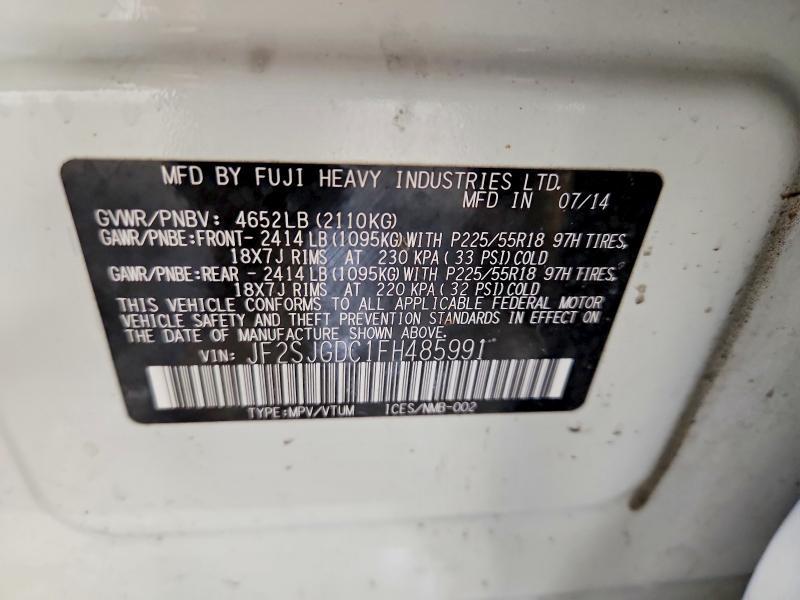 MFD BY FUJI HEAVY INDUSTRIES LTD.
MFD IN 07/14
GVWR/PNBV: 4652LB(2110KG)
GAWR/PNBE:FRONT- 2414LB(1095KG)WITH P225/55R18 97H TIRES,
18X7J RIMS AT 230 KPA(33 PSI)COLD
GAWR/PNBE:REAR - 2414LB(1095KG)WITH P225/55R18 97H TIRES,
18X7J RIMS AT 220 KPA(32 PSI)COLD
THIS VEHICLE CONFORMS TO ALL APPLICABLE FEDERAL MOTOR
VEHICLE SAFETY AND THEFT PREVENTION STANDARDS IN EFFECT ON
THE DATE OF MANUFACTURE SHOWN ABOVE.
VIN: JF2SJGDC1FH485991
TYPE:MPV/VTUM ICES/NMB-002